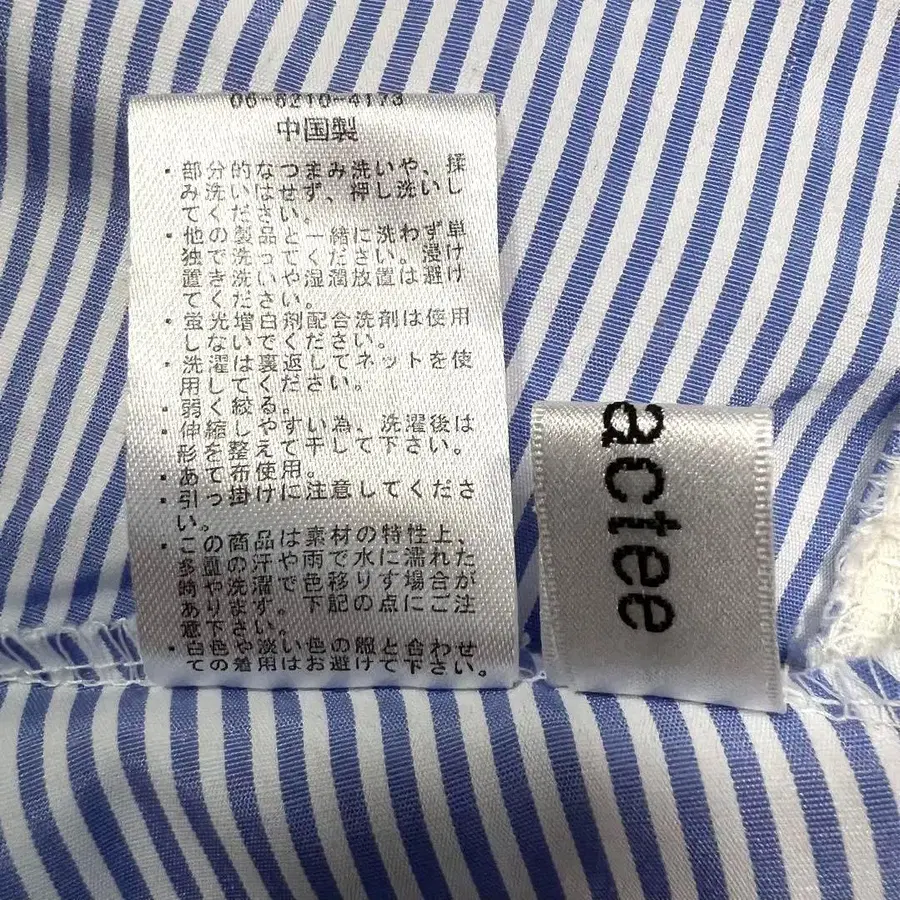 06-6210-4173
中国製
・部分的なつまみ洗いや、揉
み洗いはせず、押し洗いし
てください。
・他の製品と一緒に洗わず単
独で洗ってください。浸け
置き洗いや湿潤放置は避け
てください。
・蛍光増白剤配合洗剤は使用
しないでください。
・洗濯は裏返してネットを使
用してください。
・弱く絞る。
・伸縮しやすい為、洗濯後は
形を整えて干して下さい。
・あて布使用。
・引っ掛けに注意してくださ
い。
・この商品は素材の特性上、
多量の汗や雨で水に濡れた
時や洗濯で色移りす場合が
ありまず。下記の点にご注
意下さい。
・白色や淡い色の服と合わせ
ての着用はお避けて下さい。
actee